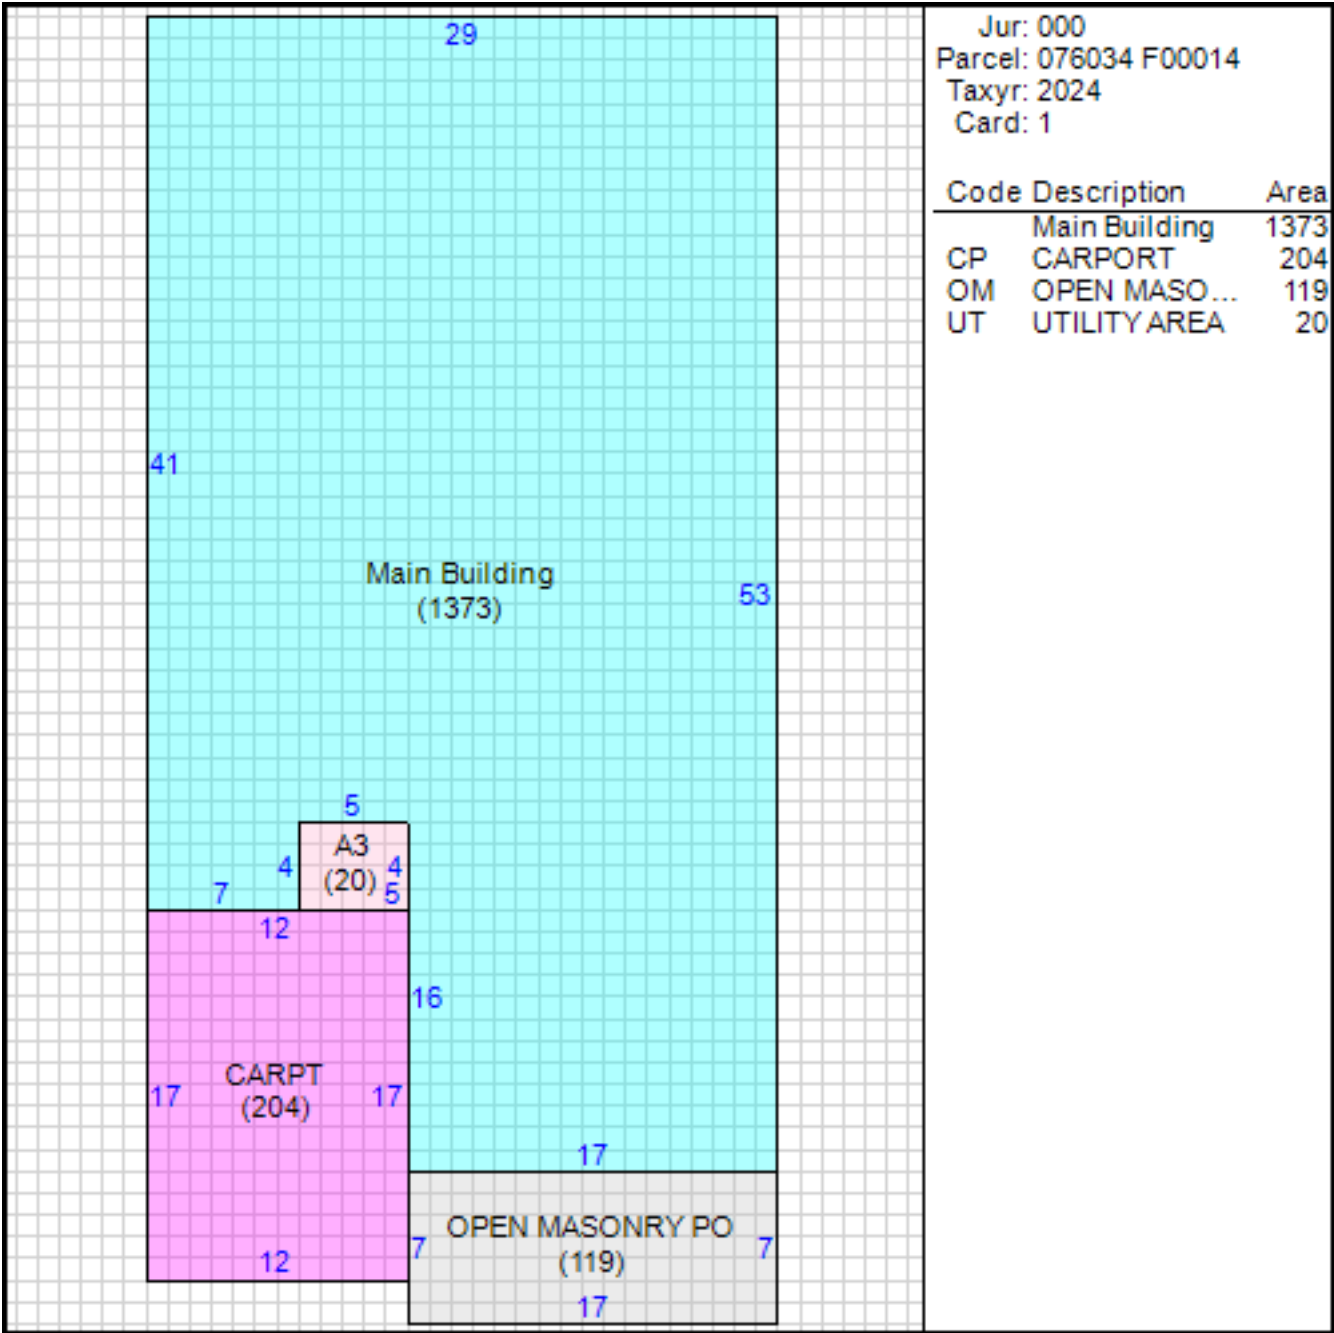 29
41
Main Building
(1373)
53
5
A3
(20)
4
4
5
7
12
16
CARPT
(204)
17
17
12
17
OPEN MASONRY PO
(119)
7
7
17
Jur: 000
Parcel: 076034 F00014
Taxyr: 2024
Card: 1
Code Description Area
Main Building 1373
CP CARPORT 204
OM OPEN MASO... 119
UT UTILITY AREA 20